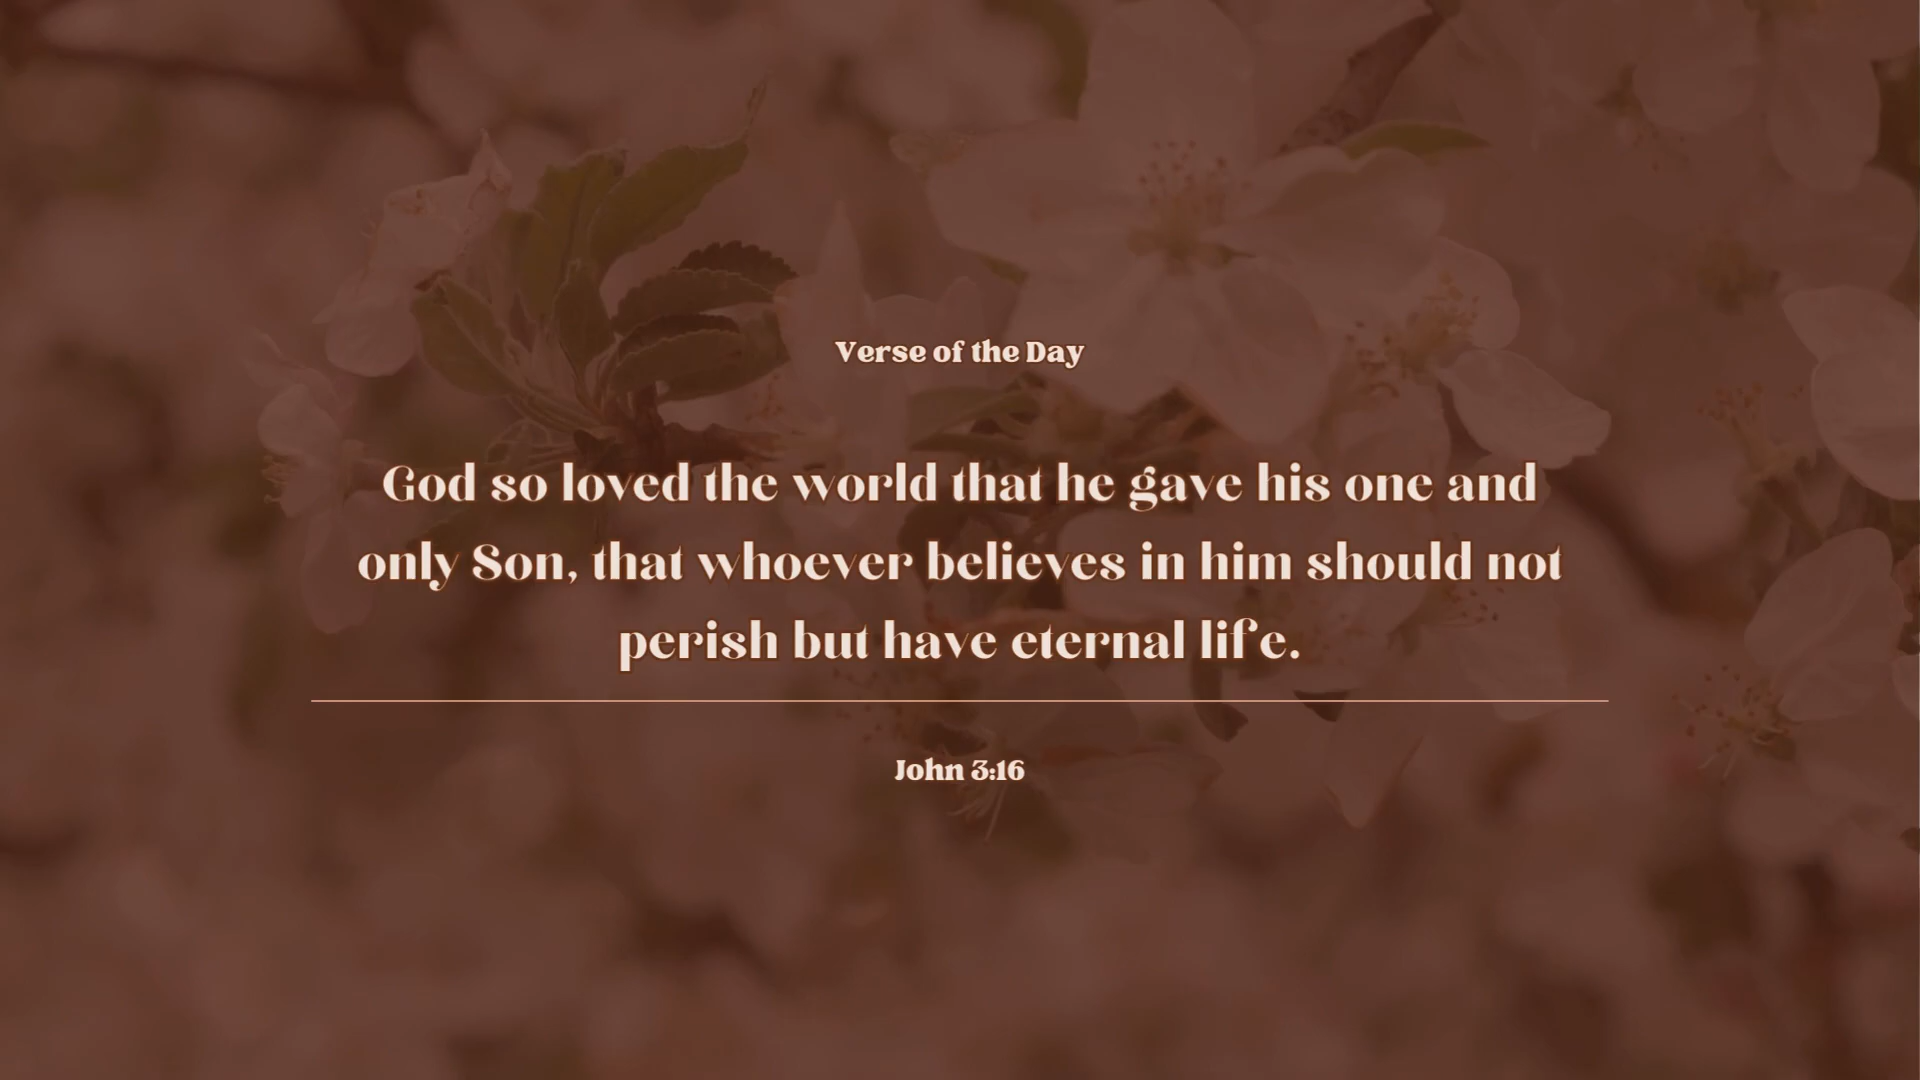 Verse of the Day
God so loved the world that he gave his one and
only Son, that whoever believes in him should not
perish but have eternal life.
John 3:16